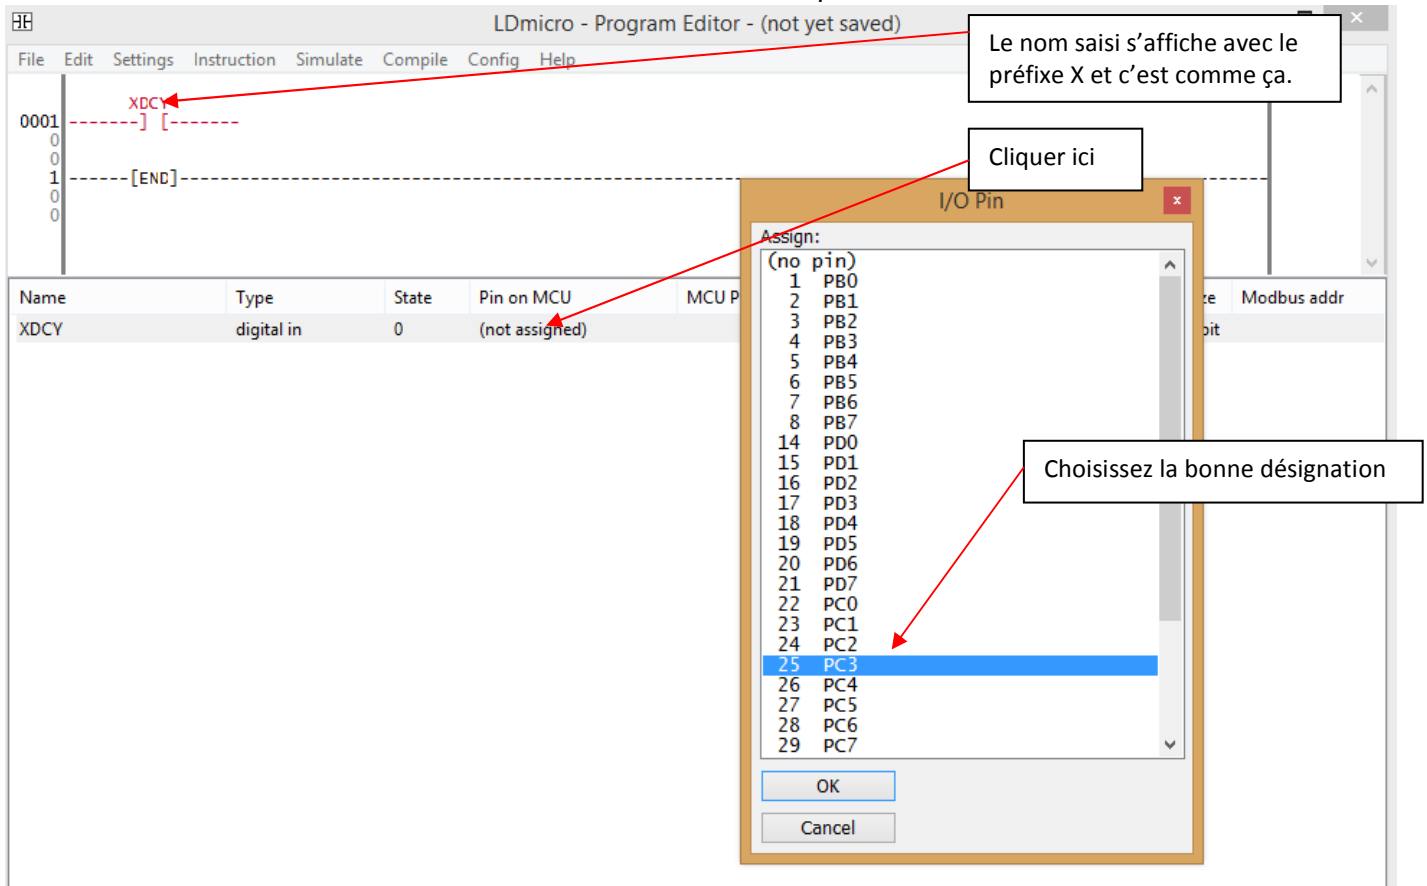 LDmicro - Program Editor - (not yet saved)
File Edit Settings Instruction Simulate Compile Config Help
Le nom saisi s’affiche avec le
préfixe X et c’est comme ça.
XDCY
0001 -------] [-------
0
0
1 ------[END]------
0
0
Cliquer ici
Name Type State Pin on MCU MCU P Modbus addr
XDCY digital in 0 (not assigned) bit
I/O Pin
Assign:
(no pin)
1 PB0
2 PB1
3 PB2
4 PB3
5 PB4
6 PB5
7 PB6
8 PB7
14 PD0
15 PD1
16 PD2
17 PD3
18 PD4
19 PD5
20 PD6
21 PD7
22 PC0
23 PC1
24 PC2
25 PC3
26 PC4
27 PC5
28 PC6
29 PC7
OK
Cancel
Choisissez la bonne désignation